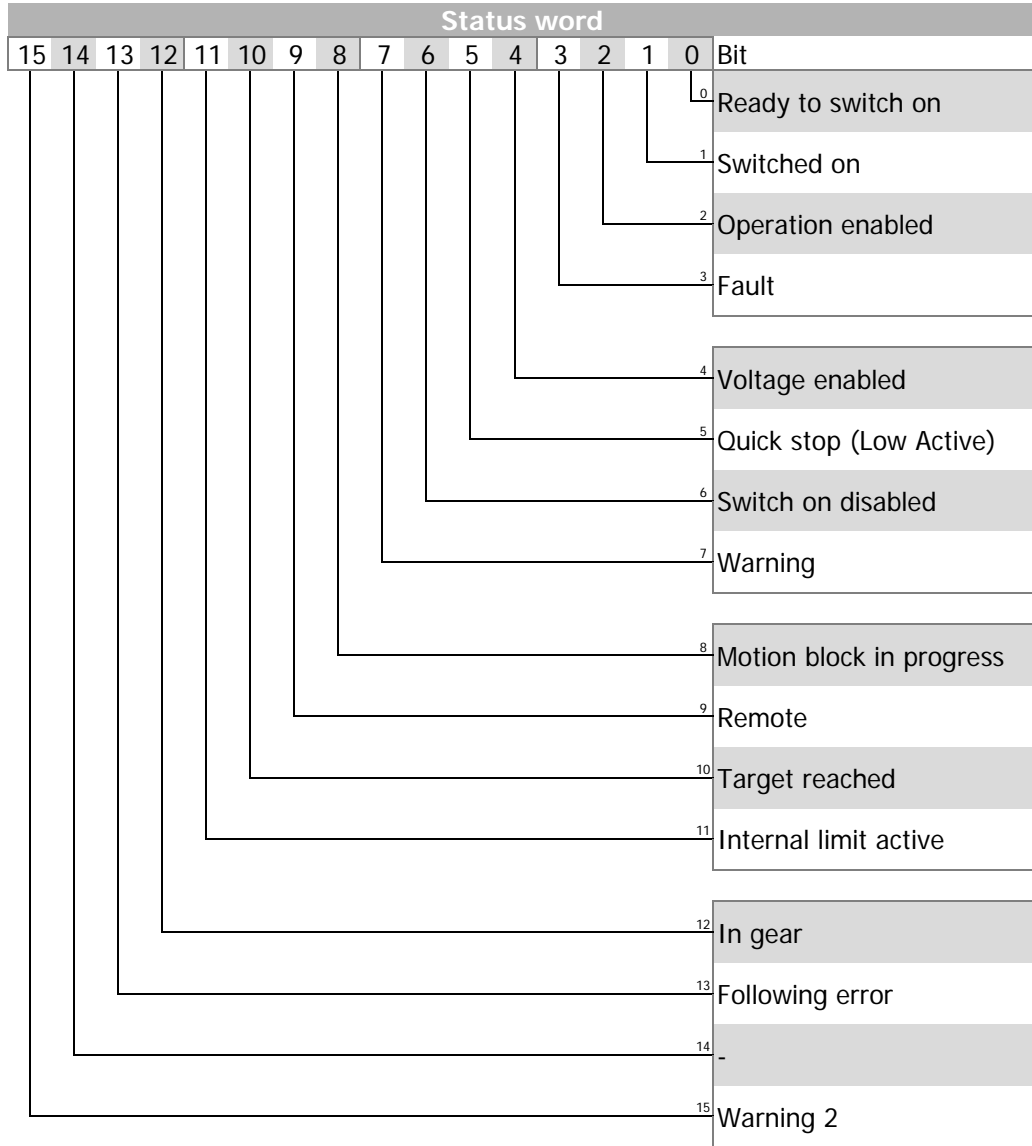 Status word
15 14 13 12 11 10 9 8 7 6 5 4 3 2 1 0 Bit
0 Ready to switch on
1 Switched on
2 Operation enabled
3 Fault
4 Voltage enabled
5 Quick stop (Low Active)
6 Switch on disabled
7 Warning
8 Motion block in progress
9 Remote
10 Target reached
11 Internal limit active
12 In gear
13 Following error
14 -
15 Warning 2